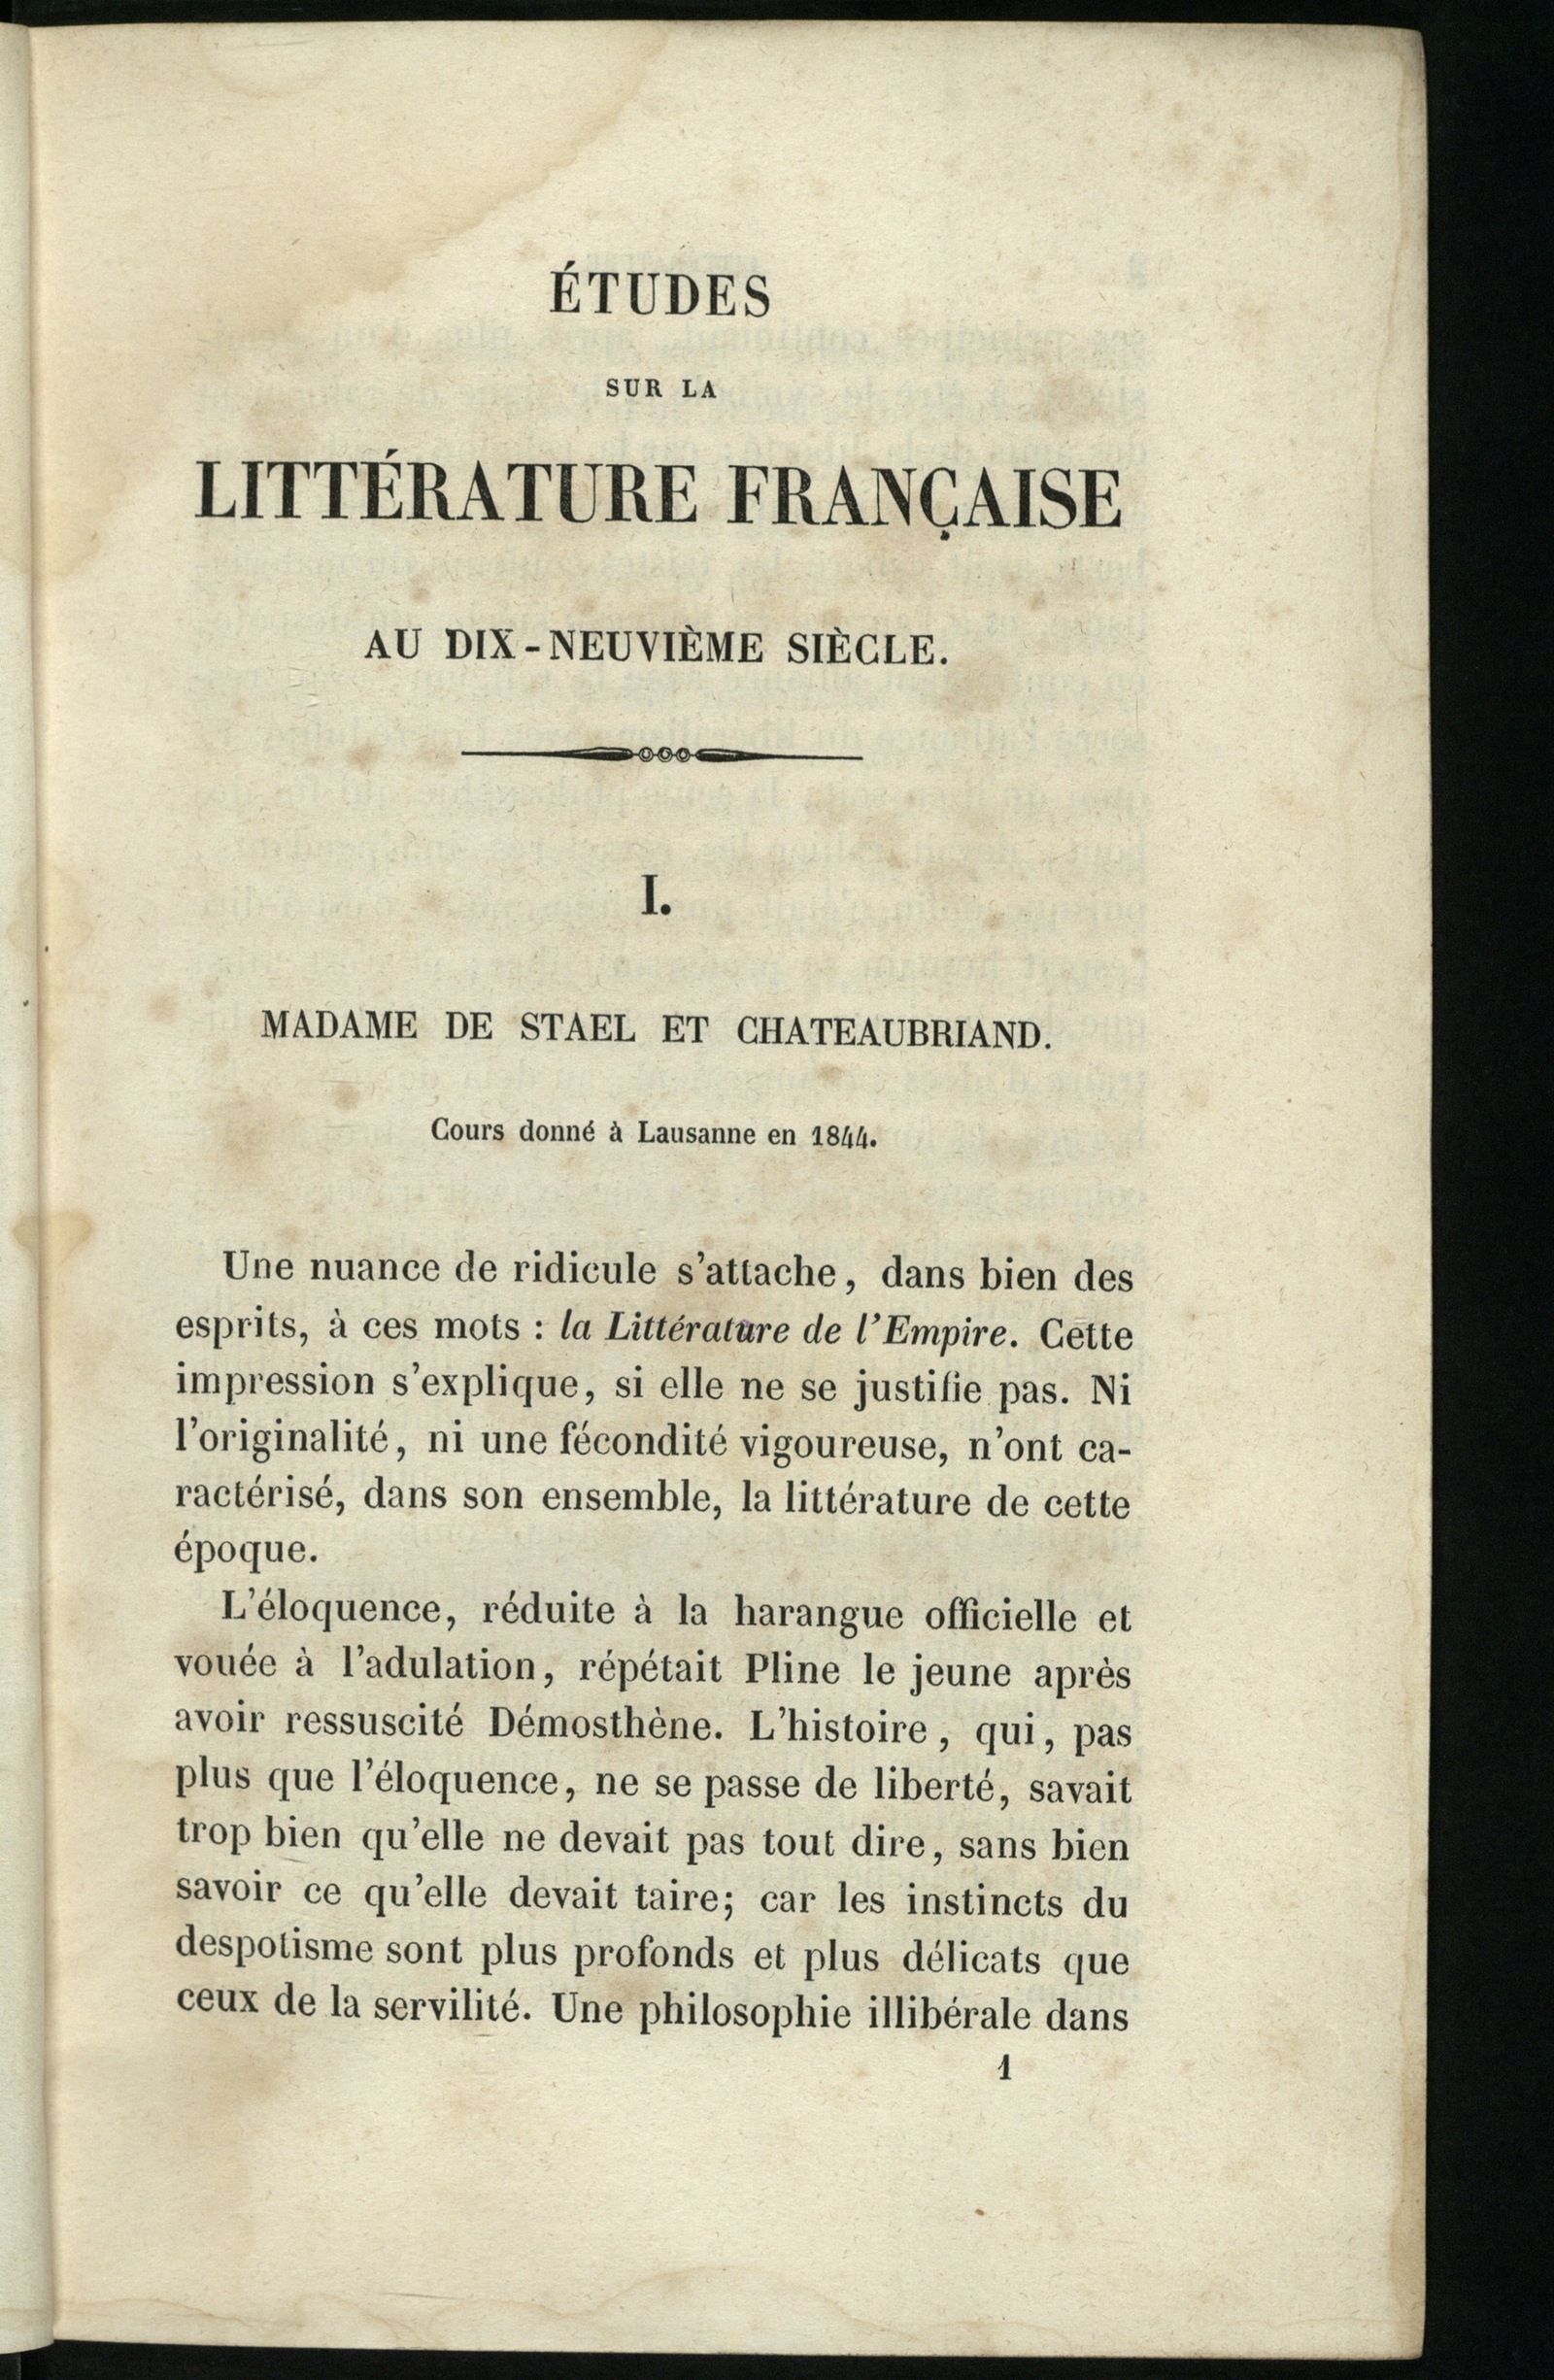 ÉTUDES
SUR LA
LITTÉRATURE FRANÇAISE
AU DIX-NEUVIÈME SIÈCLE.
I.
MADAME DE STAEL ET CHATEAUBRIAND.
Cours donné à Lausanne en 1844.
Une nuance de ridicule s'attache, dans bien des
esprits, à ces mots : la Littérature de l'Empire. Cette
impression s'explique, si elle ne se justifie pas. Ni
l'originalité, ni une fécondité vigoureuse, n'ont ca-
ractérisé, dans son ensemble, la littérature de cette
époque.
L'éloquence, réduite à la harangue officielle et
vouée à l'adulation, répétait Pline le jeune après
avoir ressuscité Démosthène. L'histoire, qui, pas
plus que l'éloquence, ne se passe de liberté, savait
trop bien qu'elle ne devait pas tout dire, sans bien
savoir ce qu'elle devait taire; car les instincts du
despotisme sont plus profonds et plus délicats que
ceux de la servilité. Une philosophie illibérale dans
1